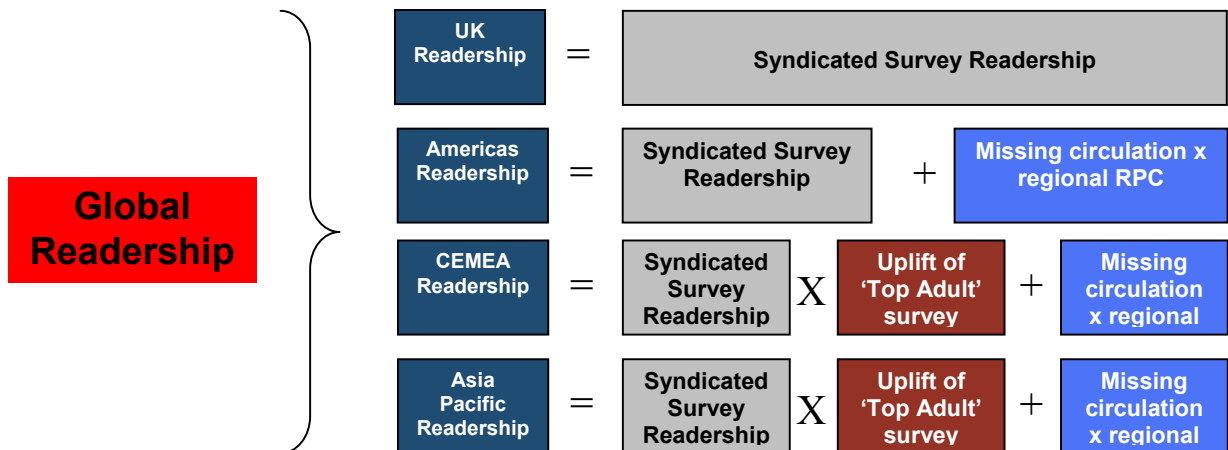 Global
Readership
UK
Readership
=
Syndicated Survey Readership
Americas
Readership
=
Syndicated Survey
Readership
+
Missing circulation x
regional RPC
CEMEA
Readership
=
Syndicated
Survey
Readership
X
Uplift of
‘Top Adult’
survey
+
Missing
circulation
x regional
Asia
Pacific
Readership
=
Syndicated
Survey
Readership
X
Uplift of
‘Top Adult’
survey
+
Missing
circulation
x regional